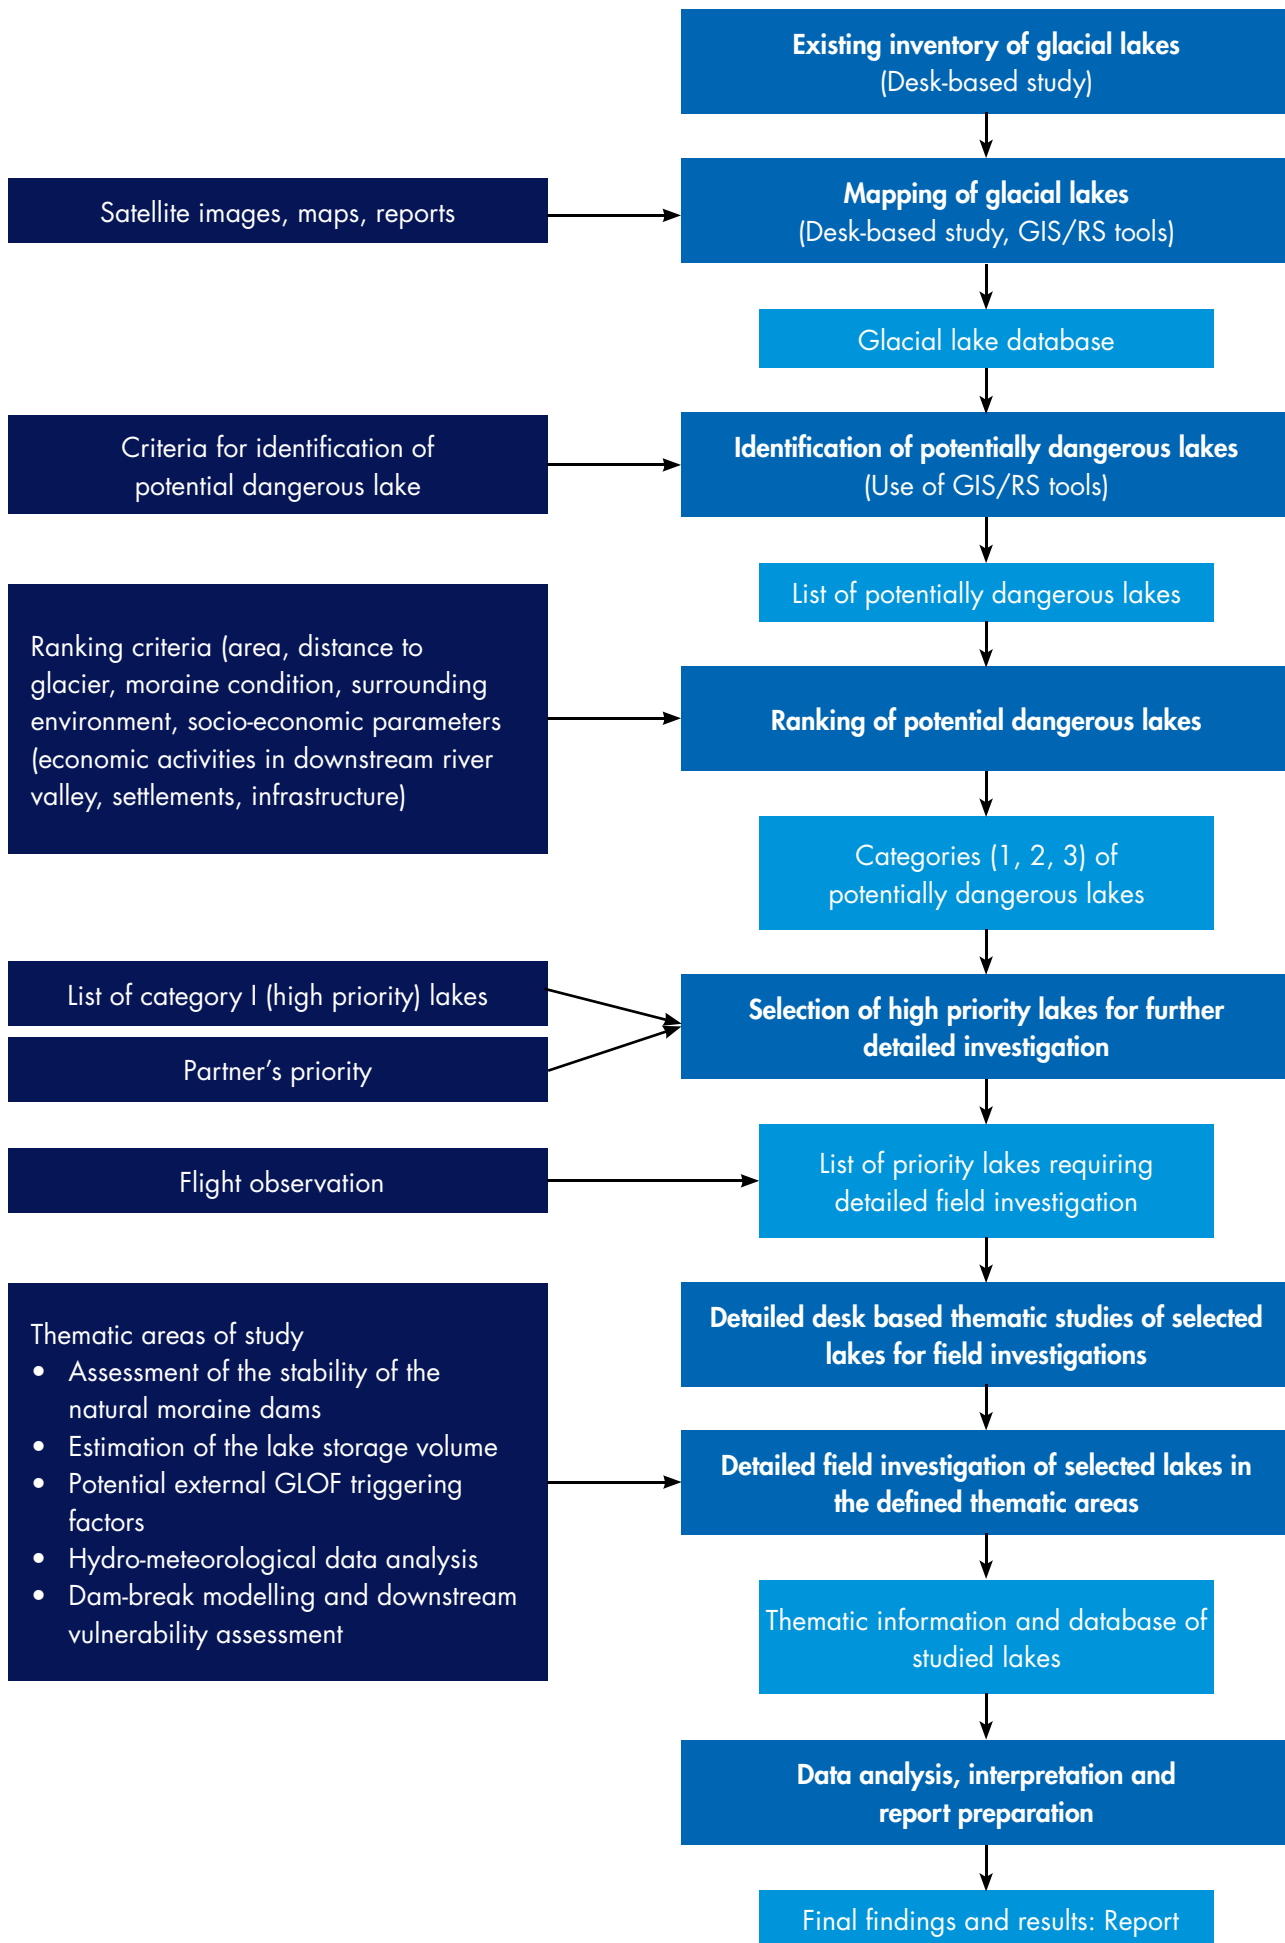 Existing inventory of glacial lakes
(Desk-based study)
Satellite images, maps, reports
Mapping of glacial lakes
(Desk-based study, GIS/RS tools)
Glacial lake database
Criteria for identification of
potential dangerous lake
Identification of potentially dangerous lakes
(Use of GIS/RS tools)
List of potentially dangerous lakes
Ranking criteria (area, distance to
glacier, moraine condition, surrounding
environment, socio-economic parameters
(economic activities in downstream river
valley, settlements, infrastructure)
Ranking of potential dangerous lakes
Categories (1, 2, 3) of
potentially dangerous lakes
List of category I (high priority) lakes
Partner’s priority
Selection of high priority lakes for further
detailed investigation
Flight observation
List of priority lakes requiring
detailed field investigation
Detailed desk based thematic studies of selected
lakes for field investigations
Thematic areas of study
• Assessment of the stability of the
natural moraine dams
• Estimation of the lake storage volume
• Potential external GLOF triggering
factors
• Hydro-meteorological data analysis
• Dam-break modelling and downstream
vulnerability assessment
Detailed field investigation of selected lakes in
the defined thematic areas
Thematic information and database of
studied lakes
Data analysis, interpretation and
report preparation
Final findings and results: Report